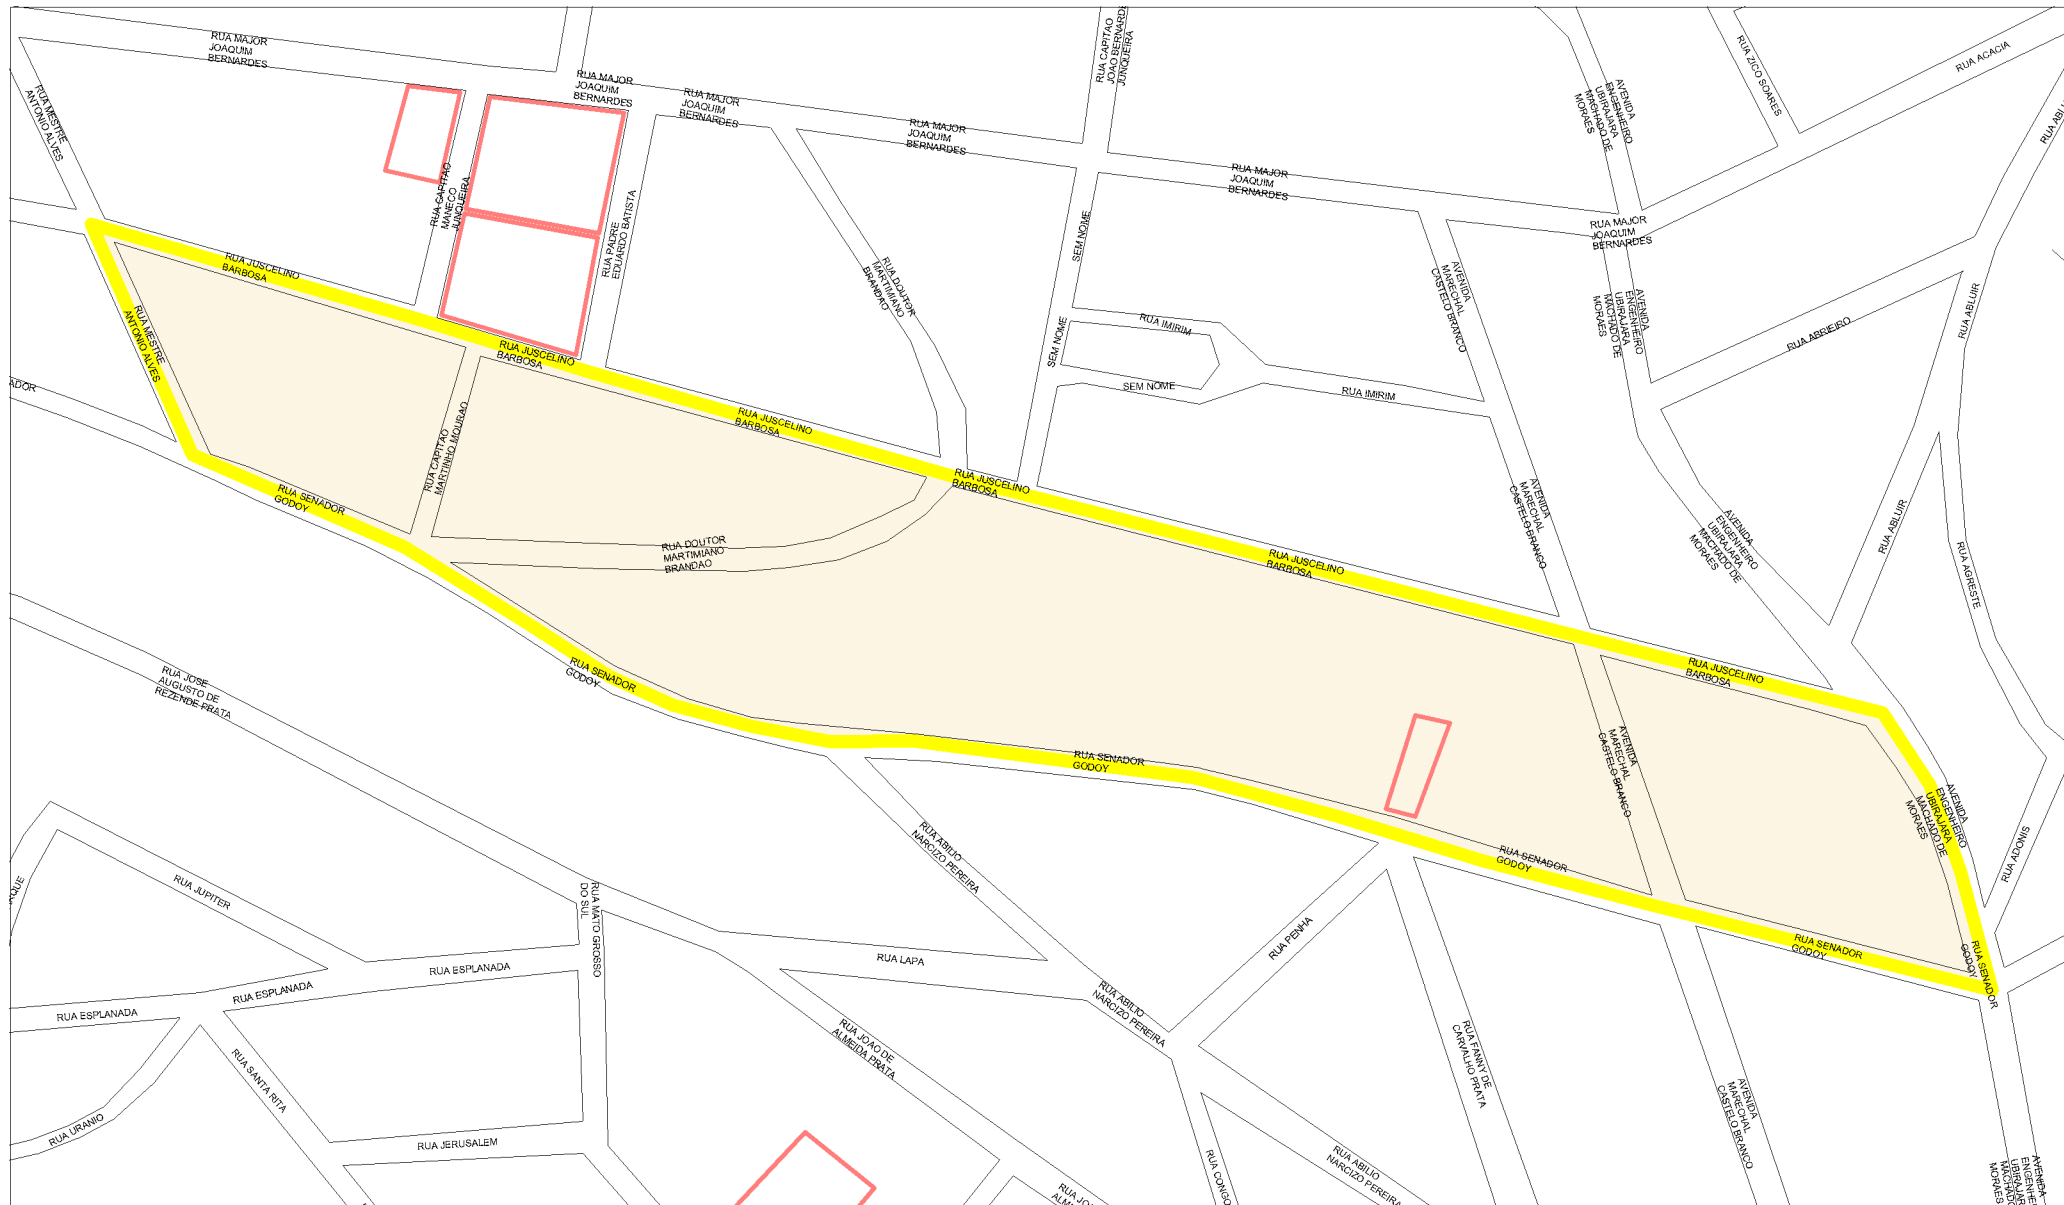 RUA MAJOR
JOAQUIM
BERNARDES
RUA MAJOR
JOAQUIM
BERNARDES
RUA MAJOR
JOAQUIM
BERNARDES
RUA MAJOR
JOAQUIM
BERNARDES
RUA MAJOR
JOAQUIM
BERNARDES
RUA MAJOR
JOAQUIM
BERNARDES
RUA CAPITAO
JOAO BERNARDE
JUNQUEIRA
AVENIDA
ENGENHEIRO
UBIRAJARA
MACHADO DE
MORAES
RUA ZICO SOARES
RUA ACACIA
RUA MESTRE
ANTONIO ALVES
RUA CAPITAO
MANECO
JUNQUEIRA
RUA PADRE
EDUARDO BATISTA
RUA DOUTOR
MARTIMIANO
BRANDAO
SEM NOME
SEM NOME
SEM NOME
RUA IMIRIM
RUA IMIRIM
AVENIDA
MARECHAL
CASTELO BRANCO
AVENIDA
ENGENHEIRO
UBIRAJARA
MACHADO DE
MORAES
RUA ABRIEIRO
RUA ABLUIR
RUA ABLUIR
RUA AGRESTE
RUA JUSCELINO
BARBOSA
RUA JUSCELINO
BARBOSA
RUA JUSCELINO
BARBOSA
RUA JUSCELINO
BARBOSA
RUA JUSCELINO
BARBOSA
RUA JUSCELINO
BARBOSA
RUA MESTRE
ANTONIO ALVES
ADOR
RUA CAPITAO
MARTINHO MOURAO
RUA SENADOR
GODOY
RUA DOUTOR
MARTIMIANO
BRANDAO
AVENIDA
MARECHAL
CASTELO BRANCO
AVENIDA
ENGENHEIRO
UBIRAJARA
MACHADO DE
MORAES
RUA JOSE
AUGUSTO DE
REZENDE PRATA
RUA SENADOR
GODOY
RUA SENADOR
GODOY
AVENIDA
MARECHAL
CASTELO BRANCO
AVENIDA
ENGENHEIRO
UBIRAJARA
MACHADO DE
MORAES
RUA ADONIS
RUA SENADOR
GODOY
RUA SENADOR
GODOY
RUA SENADOR
GODOY
RUA ABILIO
NARCIZO PEREIRA
RUA JUPITER
RUA MATO GROSSO
DO SUL
RUA ESPLANADA
RUA ESPLANADA
RUA ESPLANADA
RUA LAPA
RUA PENHA
RUA ABILIO
NARCIZO PEREIRA
RUA JOAO DE
ALMEIDA PRATA
RUA FANNY DE
CARVALHO PRATA
AVENIDA
MARECHAL
CASTELO BRANCO
RUA SANTA RITA
RUA URANIO
RUA JERUSALEM
RUA ABILIO
NARCIZO PEREIRA
RUA CONGO
AVENIDA
ENGENHE
UBIRAJAR
MACHADO
MORAES